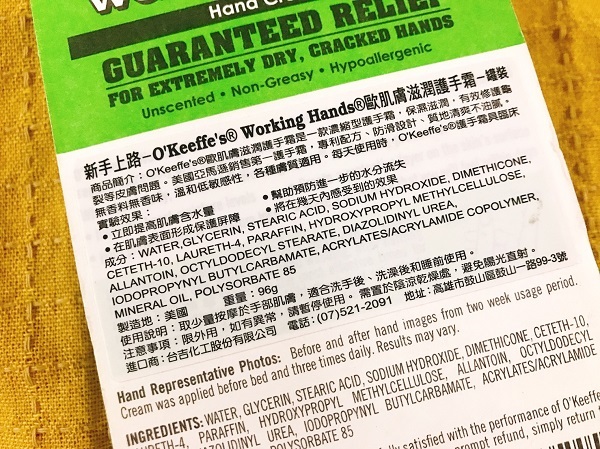 Hand Cr
GUARANTEED RELIEF
FOR EXTREMELY DRY, CRACKED HANDS
Unscented • Non-Greasy • Hypoallergenic
新手上路-O'Keeffe's® Working Hands®歐肌膚滋潤護手霜-罐裝
商品簡介：O'Keeffe's®歐肌膚滋潤護手霜是一款濃縮型護手霜，保濕滋潤，有效修護龜
裂等皮膚問題。美國亞馬遜銷售第一護手霜，專利配方、防滑設計、質地清爽不油膩。
無香料無香味，溫和低敏感性，各種膚質適用。每天使用時，O'Keeffe's®護手霜具臨床
實驗效果：
•立即提高肌膚含水量 •幫助預防進一步的水分流失
•在肌膚表面形成保護屏障 •將在幾天內感受到的效果
成分：WATER, GLYCERIN, STEARIC ACID, SODIUM HYDROXIDE, DIMETHICONE,
CETETH-10, LAURETH-4, PARAFFIN, HYDROXYPROPYL METHYLCELLULOSE,
ALLANTOIN, OCTYLDODECYL STEARATE, DIAZOLIDINYL UREA,
IODOPROPYNYL BUTYLCARBAMATE, ACRYLATES/ACRYLAMIDE COPOLYMER,
MINERAL OIL, POLYSORBATE 85
製造地：美國 重量：96g
使用說明：取少量按摩於手部肌膚，適合洗手後、洗澡後和睡前使用。
注意事項：限外用，如有異常，請暫停使用。需置於陰涼乾燥處，避免陽光直射。
進口商：台吉化工股份有限公司 電話：(07)521-2091 地址：高雄市鼓山區鼓山一路99-3號
Hand Representative Photos: Before and after hand images from two week usage period.
Cream was applied before bed and three times daily. Results may vary.
INGREDIENTS: WATER, GLYCERIN, STEARIC ACID, SODIUM HYDROXIDE, DIMETHICONE, CETETH-10,
URETH-4, PARAFFIN, HYDROXYPROPYL METHYLCELLULOSE, ALLANTOIN, OCTYLDODECYL
AZOLIDINYL UREA, IODOPROPYNYL BUTYLCARBAMATE, ACRYLATES/ACRYLAMIDE
POLYSORBATE 85
satisfied with the performance of O'Keeffe
prompt refund, simply return